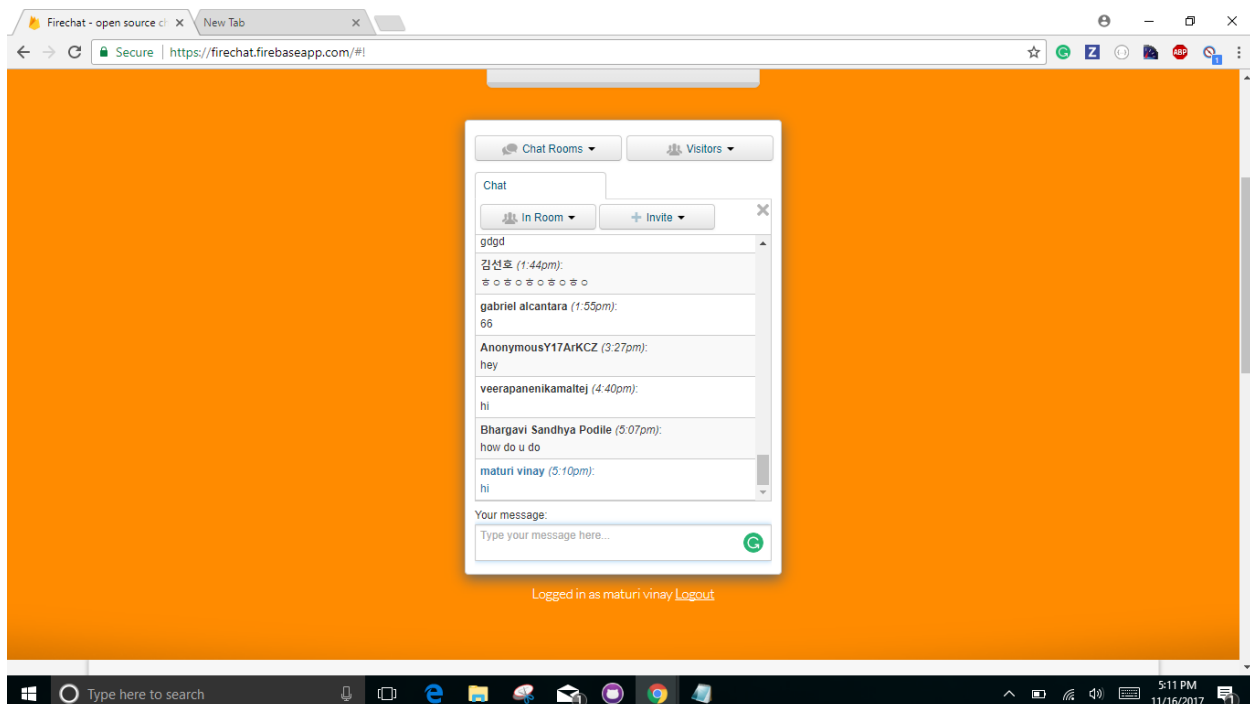 Firechat - open source ch
New Tab
Secure | https://firechat.firebaseapp.com/#!
ABP
1
Chat Rooms
Visitors
Chat
In Room
Invite
gdgd
김선호 (1:44pm):
ㅎㅇㅎㅇㅎㅇㅎㅇㅎㅇ
gabriel alcantara (1:55pm):
66
AnonymousY17ArKCZ (3:27pm):
hey
veerapanenikamaltej (4:40pm):
hi
Bhargavi Sandhya Podile (5:07pm):
how do u do
maturi vinay (5:10pm):
hi
Your message:
Type your message here...
Logged in as maturi vinay Logout
Type here to search
5:11 PM
11/16/2017